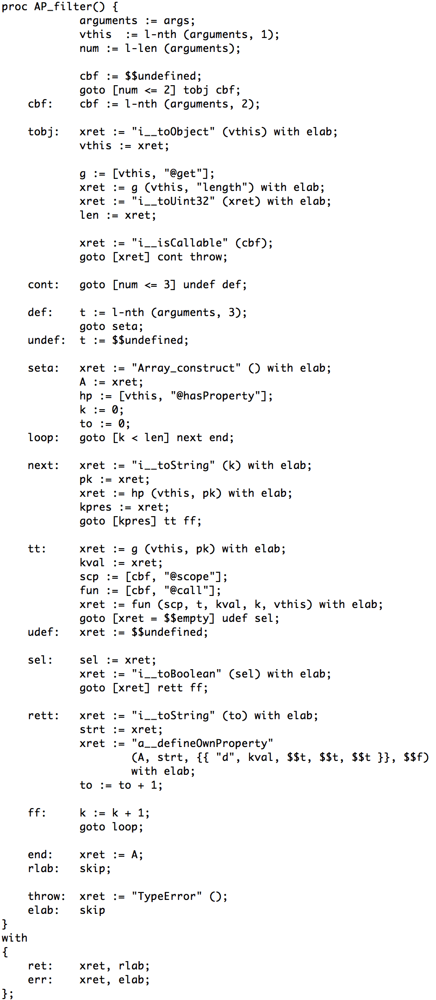 proc AP_filter() {
            arguments := args;
            vthis  := l-nth (arguments, 1);
            num := l-len (arguments);

            cbf := $$undefined;
            goto [num <= 2] tobj cbf;
    cbf:    cbf := l-nth (arguments, 2);

    tobj:   xret := "i__toObject" (vthis) with elab;
            vthis := xret;

            g := [vthis, "@get"];
            xret := g (vthis, "length") with elab;
            xret := "i__toUint32" (xret) with elab;
            len := xret;

            xret := "i__isCallable" (cbf);
            goto [xret] cont throw;

    cont:   goto [num <= 3] undef def;

    def:    t := l-nth (arguments, 3);
            goto seta;
    undef:  t := $$undefined;

    seta:   xret := "Array_construct" () with elab;
            A := xret;
            hp := [vthis, "@hasProperty"];
            k := 0;
            to := 0;
    loop:   goto [k < len] next end;

    next:   xret := "i__toString" (k) with elab;
            pk := xret;
            xret := hp (vthis, pk) with elab;
            kpres := xret;
            goto [kpres] tt ff;

    tt:     xret := g (vthis, pk) with elab;
            kval := xret;
            scp := [cbf, "@scope"];
            fun := [cbf, "@call"];
            xret := fun (scp, t, kval, k, vthis) with elab;
            goto [xret = $$empty] udef sel;
    udef:   xret := $$undefined;

    sel:    sel := xret;
            xret := "i__toBoolean" (sel) with elab;
            goto [xret] rett ff;

    rett:   xret := "i__toString" (to) with elab;
            strt := xret;
            xret := "a__defineOwnProperty"
                    (A, strt, {{ "d", kval, $$t, $$t, $$t }}, $$f)
                    with elab;
            to := to + 1;

    ff:     k := k + 1;
            goto loop;

    end:    xret := A;
    rlab:   skip;

    throw:  xret := "TypeError" ();
    elab:   skip
}
with
{
    ret:    xret, rlab;
    err:    xret, elab;
};